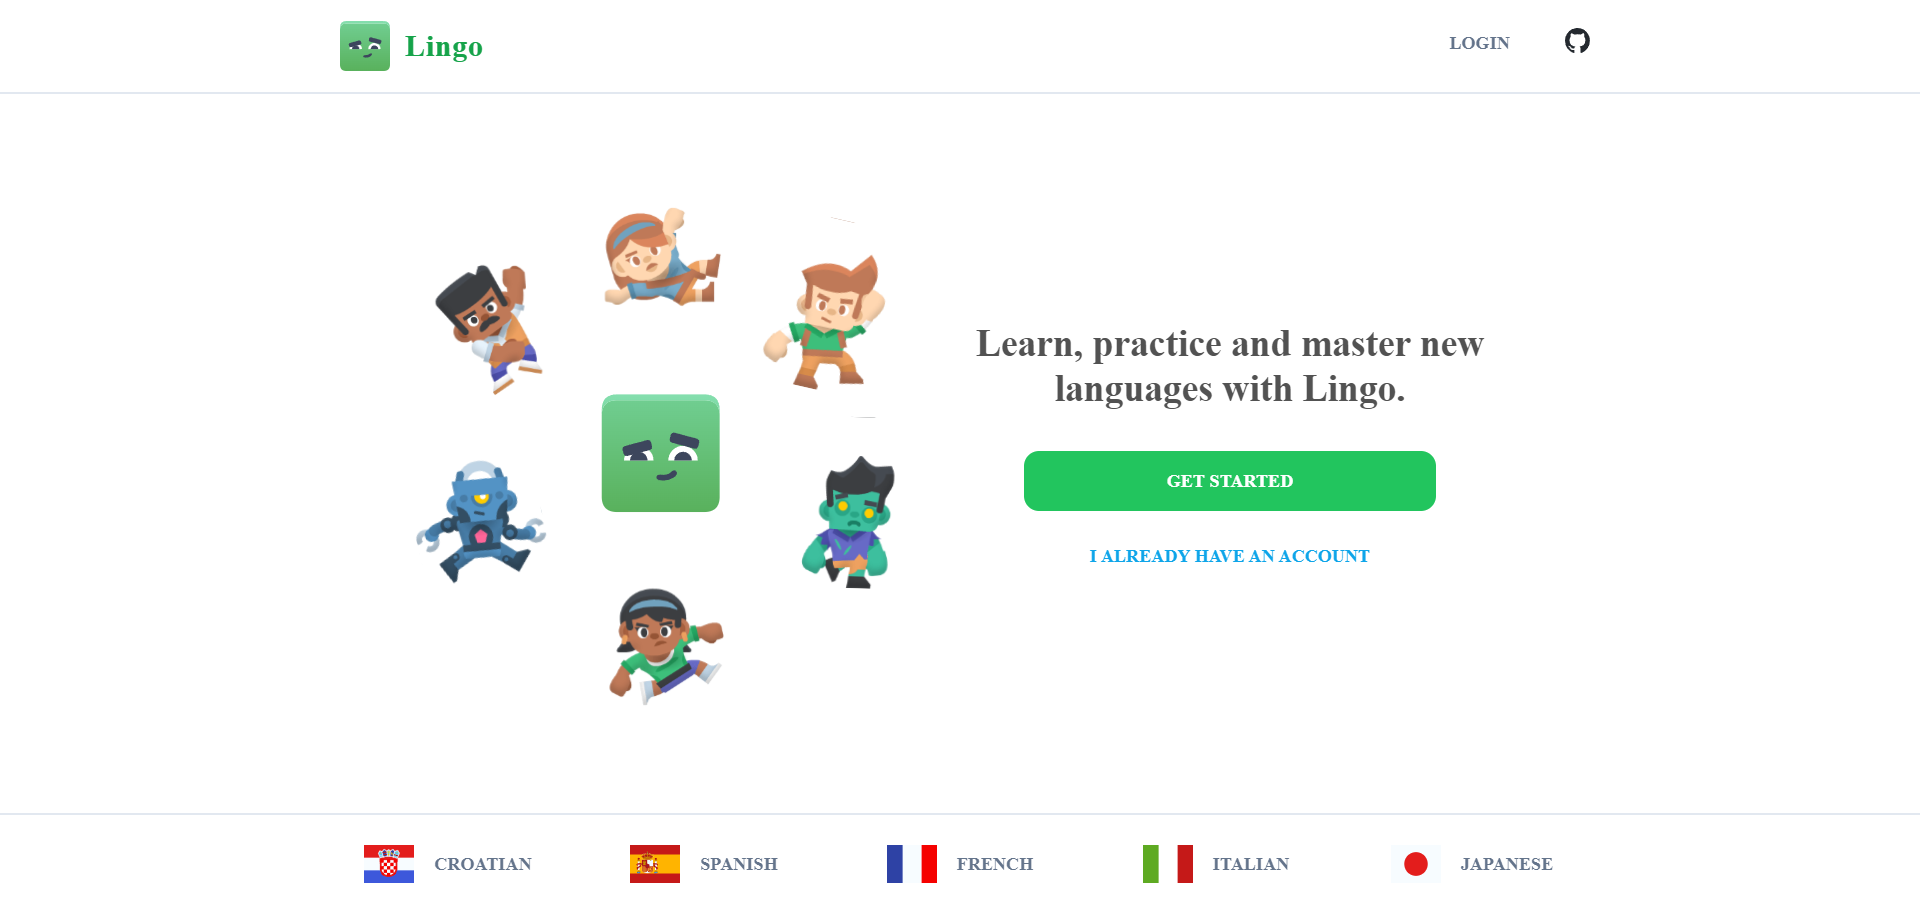 Lingo
LOGIN
Learn, practice and master new
languages with Lingo.
GET STARTED
I ALREADY HAVE AN ACCOUNT
CROATIAN
SPANISH
FRENCH
ITALIAN
JAPANESE